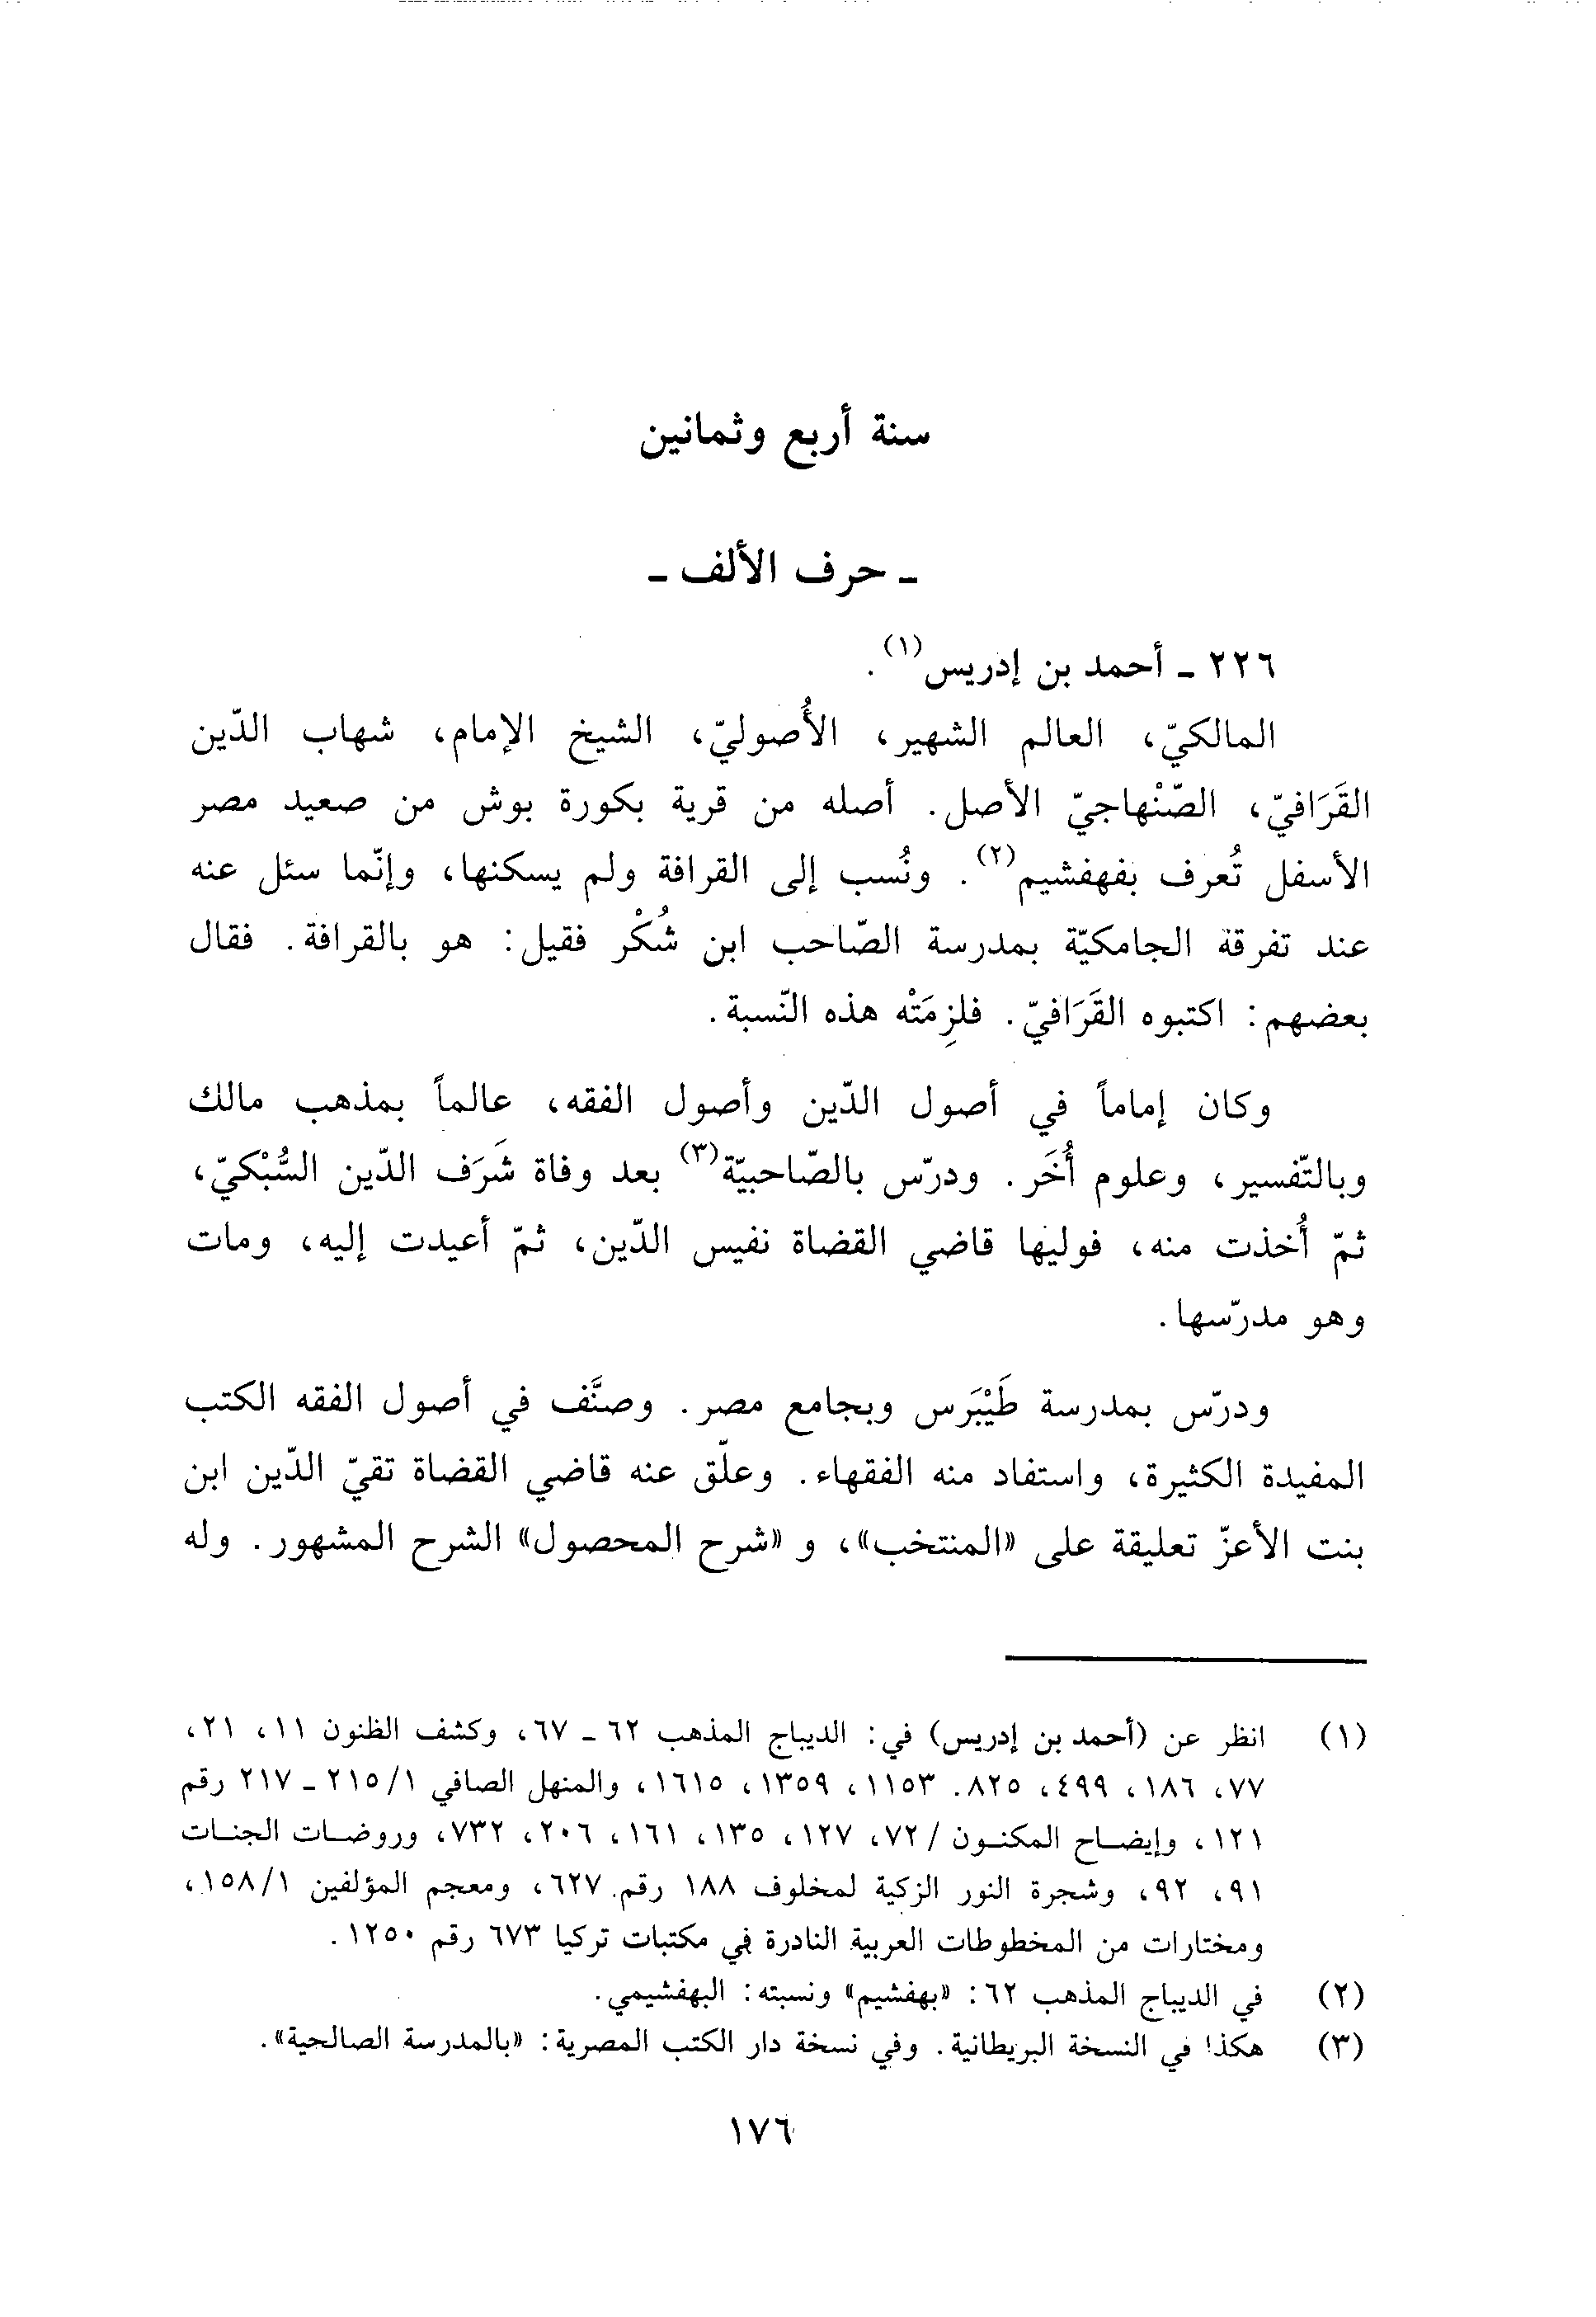 سنة أربع وثمانين
ـ حرف الألف ـ
٢٢٦ ـ أحمد بن إدريس(١).
المالكيّ، العالم الشهير، الأُصوليّ، الشيخ الإمام، شهاب الدّين
القَرَافيّ، الصّنْهاجيّ الأصل. أصله من قرية بكورة بوش من صعيد مصر
الأسفل تُعرف بفهفشيم(٢). ونُسب إلى القرافة ولم يسكنها، وإنّما سئل عنه
عند تفرقة الجامكيّة بمدرسة الصّاحب ابن شُكْر فقيل: هو بالقرافة. فقال
بعضهم: اكتبوه القَرَافيّ. فلزِمَتْه هذه النّسبة.
وكان إماماً في أصول الدّين وأصول الفقه، عالماً بمذهب مالك
وبالتّفسير، وعلوم أُخَر. ودرّس بالصّاحبيّة(٣) بعد وفاة شَرَف الدّين السُّبْكيّ،
ثمّ أُخذت منه، فوليها قاضي القضاة نفيس الدّين، ثمّ أعيدت إليه، ومات
وهو مدرّسها.
ودرّس بمدرسة طَيْبَرس وبجامع مصر. وصنَّف في أصول الفقه الكتب
المفيدة الكثيرة، واستفاد منه الفقهاء. وعلّق عنه قاضي القضاة تقيّ الدّين ابن
بنت الأعزّ تعليقة على «المنتخب»، و «شرح المحصول» الشرح المشهور. وله
(١) انظر عن (أحمد بن إدريس) في: الديباج المذهب ٦٢ ـ ٦٧، وكشف الظنون ١١، ٢١،
٧٧، ١٨٦، ٤٩٩، ٨٢٥. ١١٥٣، ١٣٥٩، ١٦١٥، والمنهل الصافي ٢١٥/١ ـ ٢١٧ رقم
١٢١، وإيضاح المكنون /٧٢، ١٢٧، ١٣٥، ١٦١، ٢٠٦، ٧٣٢، وروضات الجنات
٩١، ٩٢، وشجرة النور الزكية لمخلوف ١٨٨ رقم ٦٢٧، ومعجم المؤلفين ١٥٨/١،
ومختارات من المخطوطات العربية النادرة في مكتبات تركيا ٦٧٣ رقم ١٢٥٠.
(٢) في الديباج المذهب ٦٢: «بهفشيم» ونسبته: البهفشيمي.
(٣) هكذا في النسخة البريطانية. وفي نسخة دار الكتب المصرية: «بالمدرسة الصالحية».
١٧٦